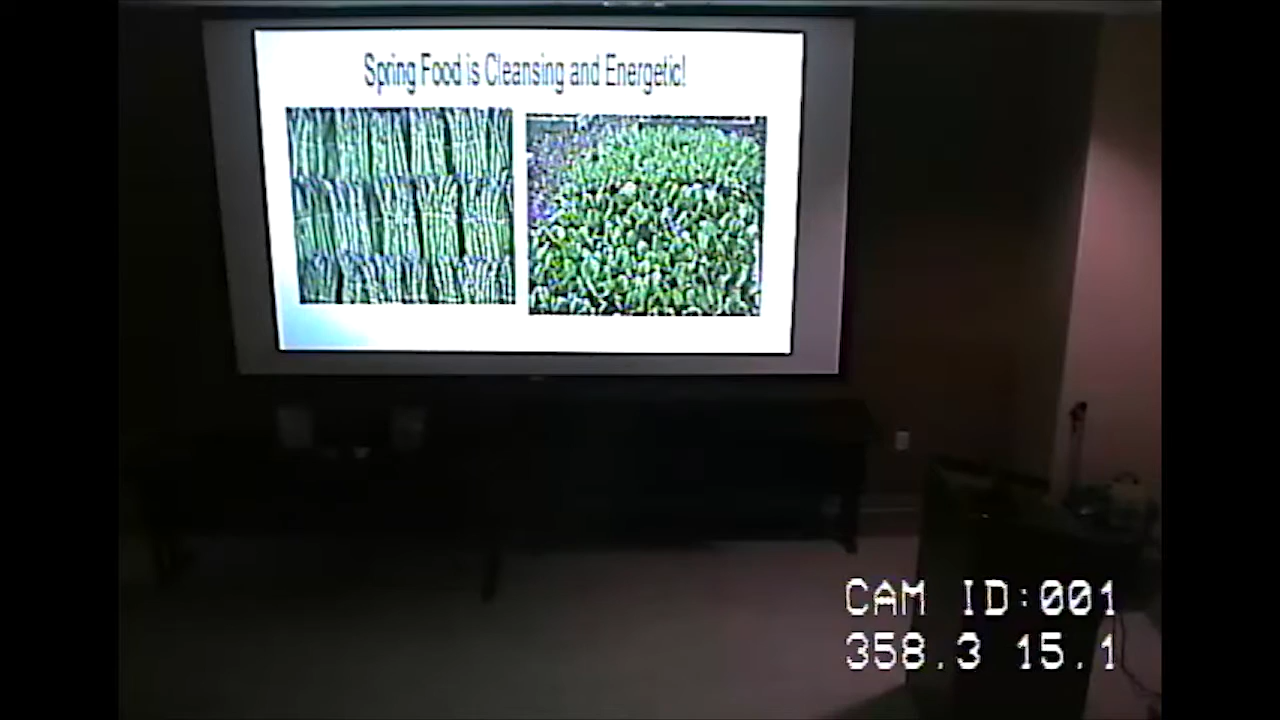 Spring Food is Cleansing and Energetic!
CAM ID:001
358.3 15.1